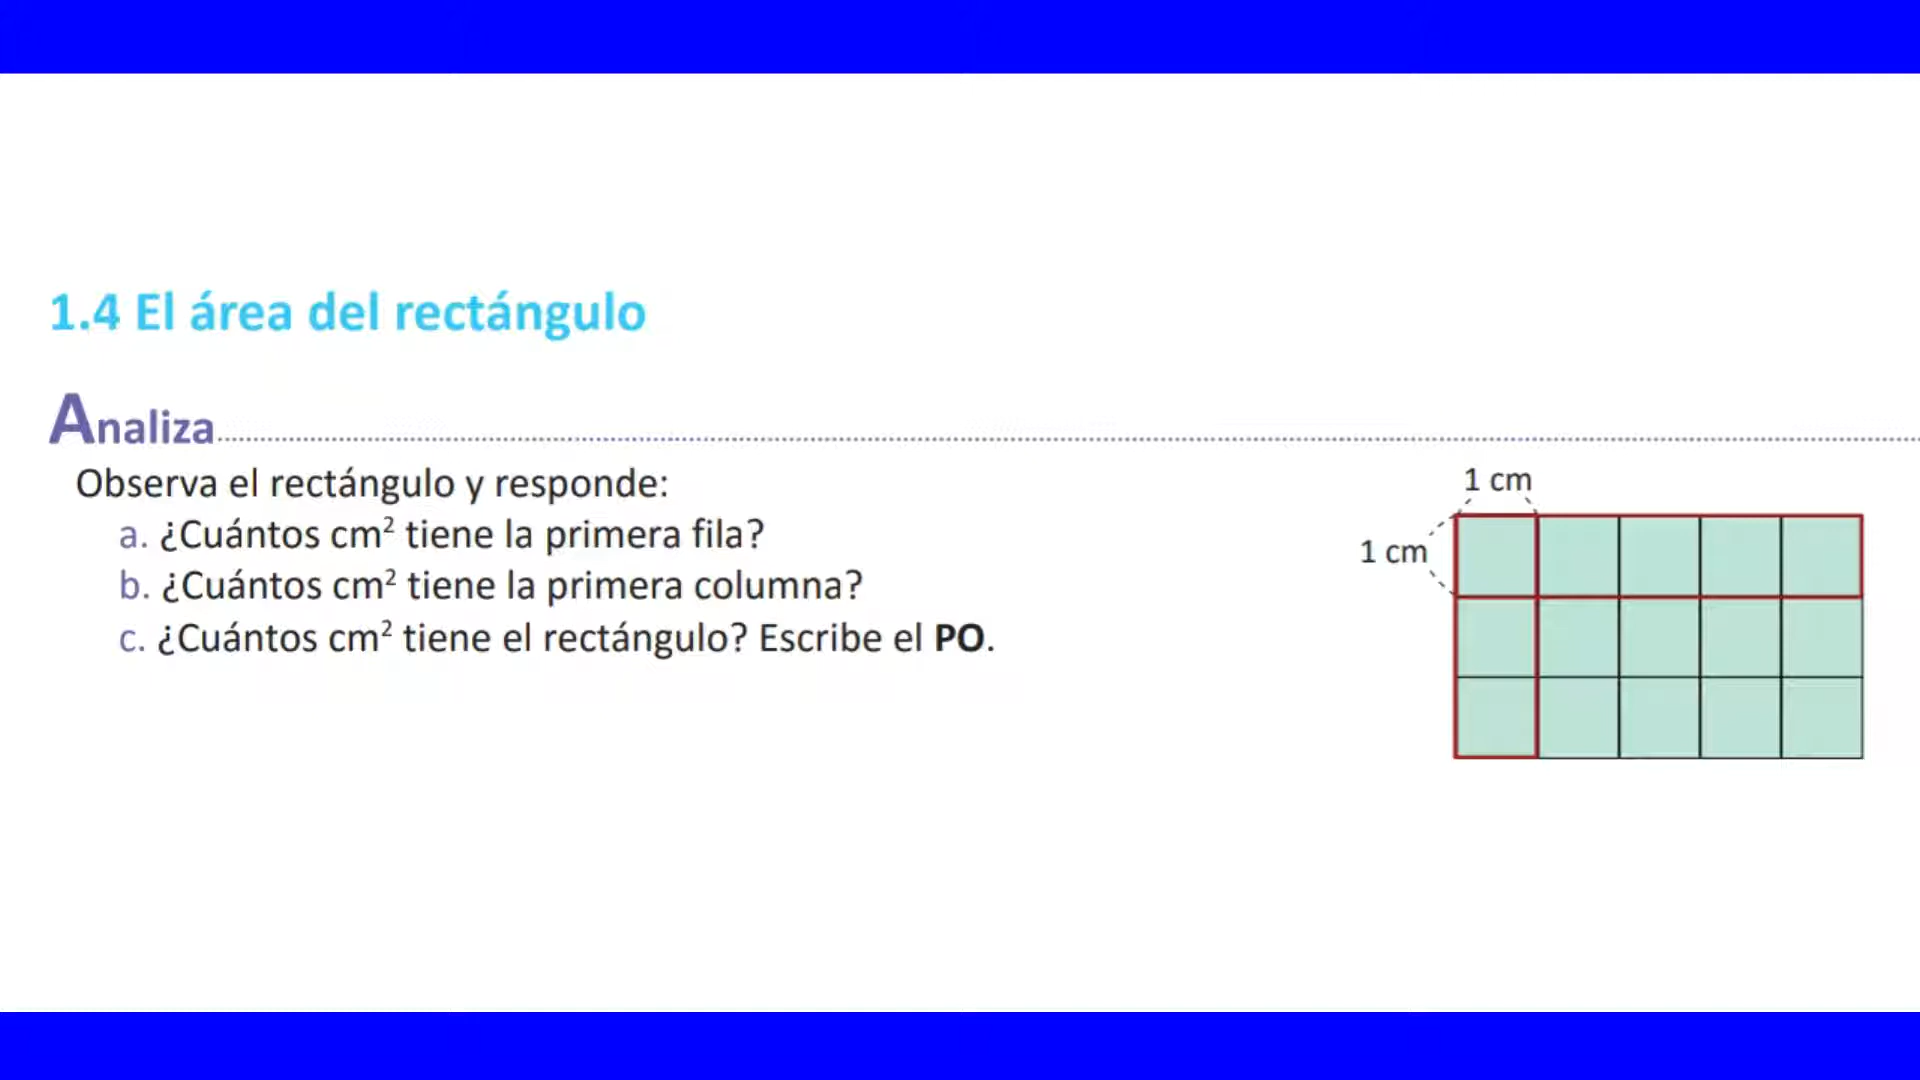 1.4 El área del rectángulo
Analiza
Observa el rectángulo y responde:
a. ¿Cuántos cm² tiene la primera fila?
b. ¿Cuántos cm² tiene la primera columna?
c. ¿Cuántos cm² tiene el rectángulo? Escribe el PO.
1 cm
1 cm